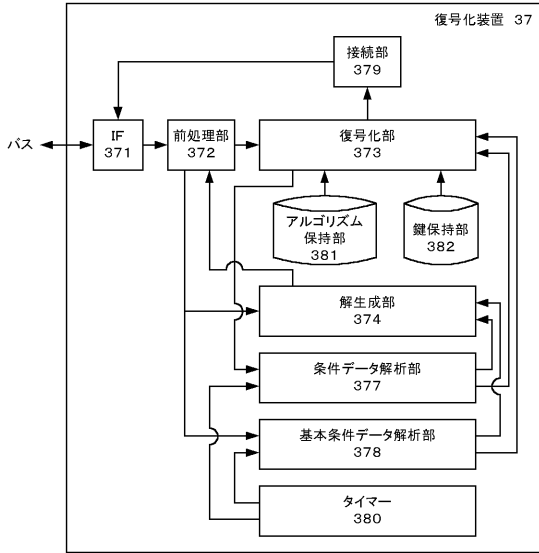 復号化装置 37
接続部
379
バス
IF
371
前処理部
372
復号化部
373
アルゴリズム
保持部
381
鍵保持部
382
解生成部
374
条件データ解析部
377
基本条件データ解析部
378
タイマー
380